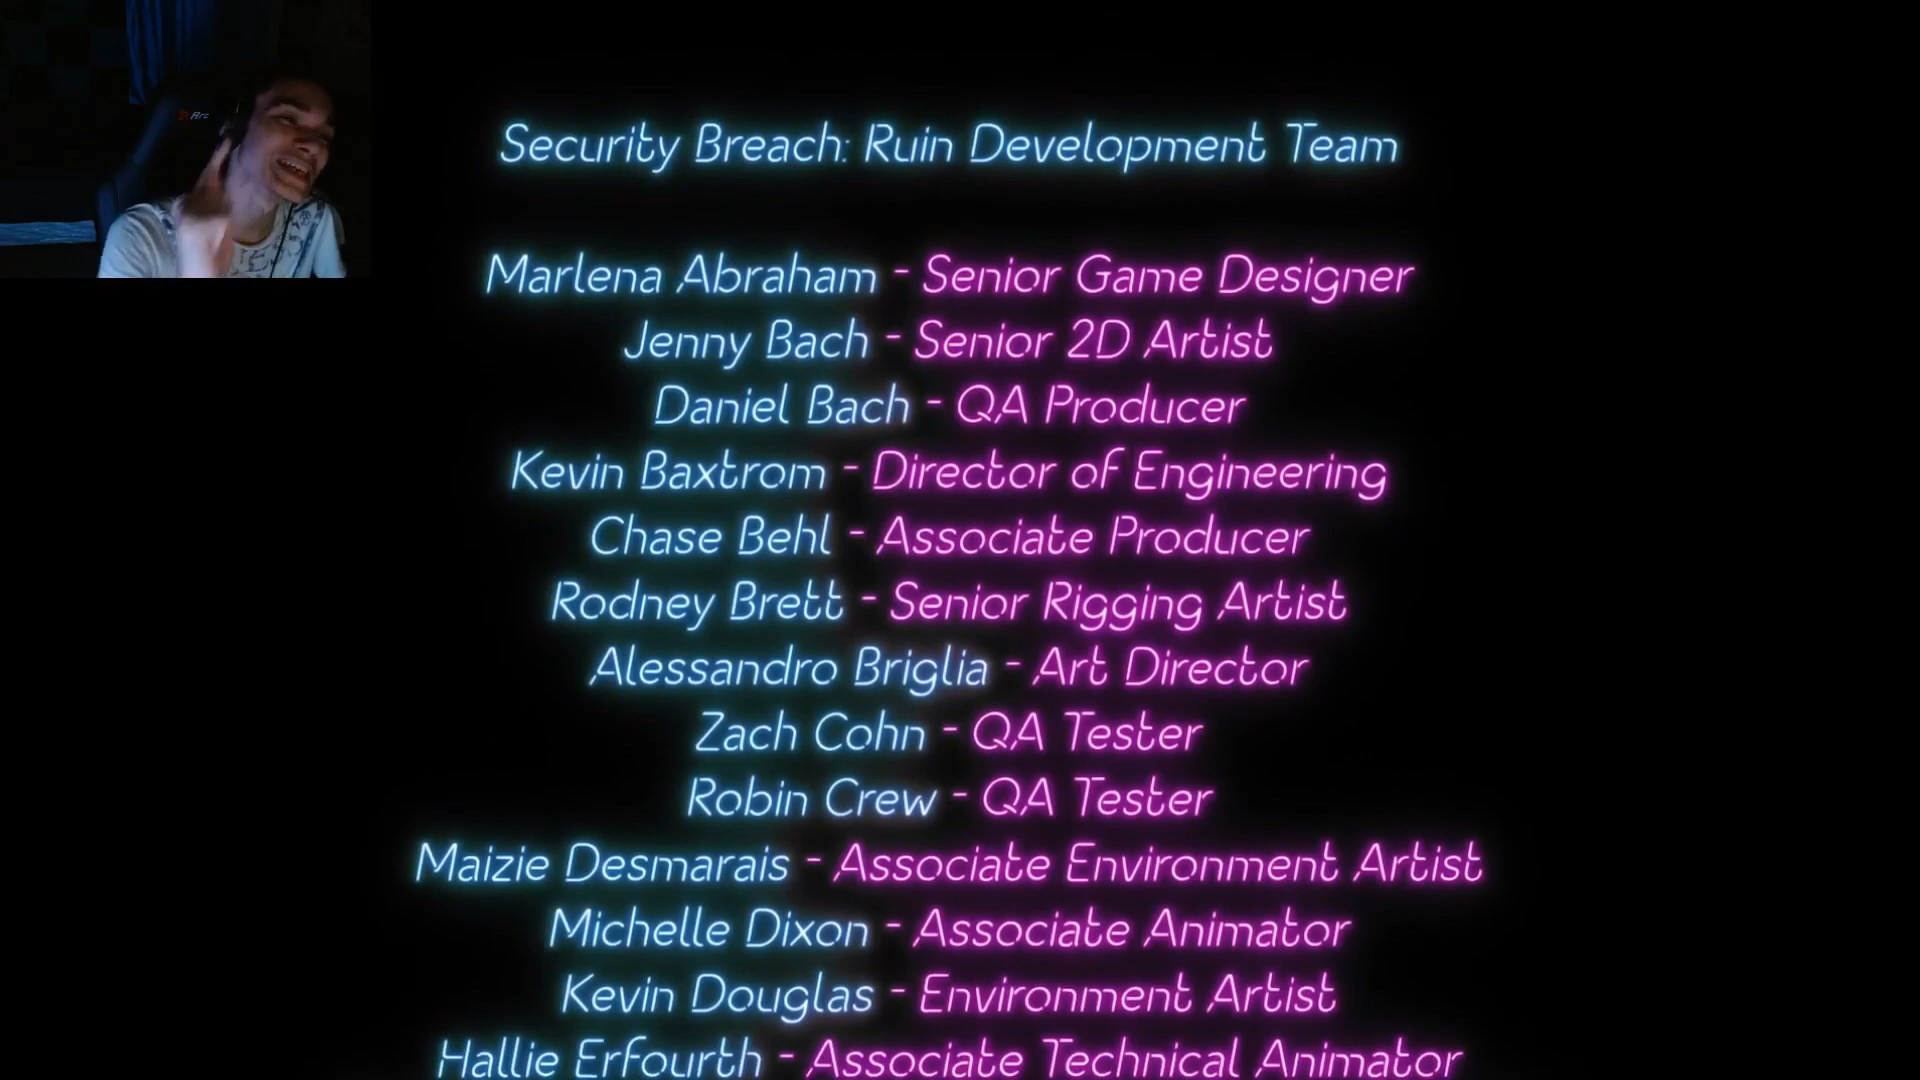 Security Breach: Ruin Development Team
Marlena Abraham - Senior Game Designer
Jenny Bach - Senior 2D Artist
Daniel Bach - QA Producer
Kevin Baxtrom - Director of Engineering
Chase Behl - Associate Producer
Rodney Brett - Senior Rigging Artist
Alessandro Briglia - Art Director
Zach Cohn - QA Tester
Robin Crew - QA Tester
Maizie Desmarais - Associate Environment Artist
Michelle Dixon - Associate Animator
Kevin Douglas - Environment Artist
Hallie Erfourth - Associate Technical Animator